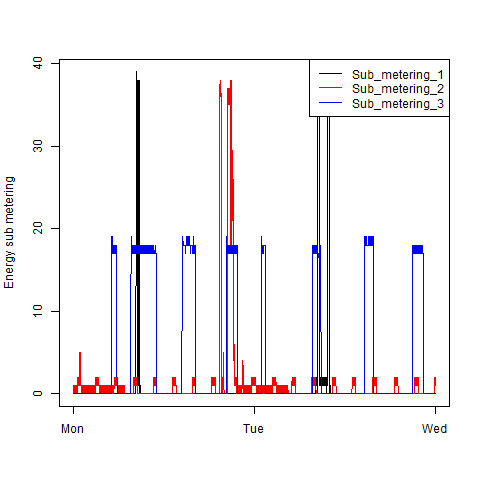 Sub_metering_1
Sub_metering_2
Sub_metering_3
Energy sub metering
40
30
20
10
0
Mon Tue Wed